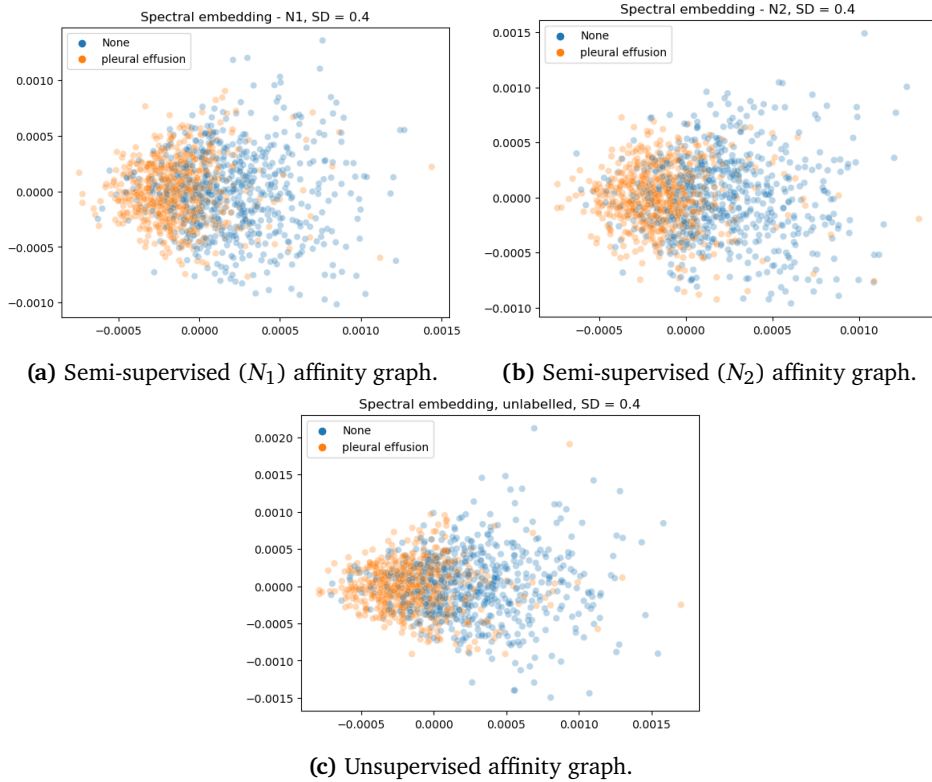 Spectral embedding - N1, SD = 0.4
None
pleural effusion
0.0010
0.0005
0.0000
−0.0005
−0.0010
−0.0005 0.0000 0.0005 0.0010 0.0015
(a) Semi-supervised (N1) affinity graph.
Spectral embedding - N2, SD = 0.4
None
pleural effusion
0.0015
0.0010
0.0005
0.0000
−0.0005
−0.0010
−0.0005 0.0000 0.0005 0.0010
(b) Semi-supervised (N2) affinity graph.
Spectral embedding, unlabelled, SD = 0.4
None
pleural effusion
0.0020
0.0015
0.0010
0.0005
0.0000
−0.0005
−0.0010
−0.0015
−0.0005 0.0000 0.0005 0.0010 0.0015
(c) Unsupervised affinity graph.